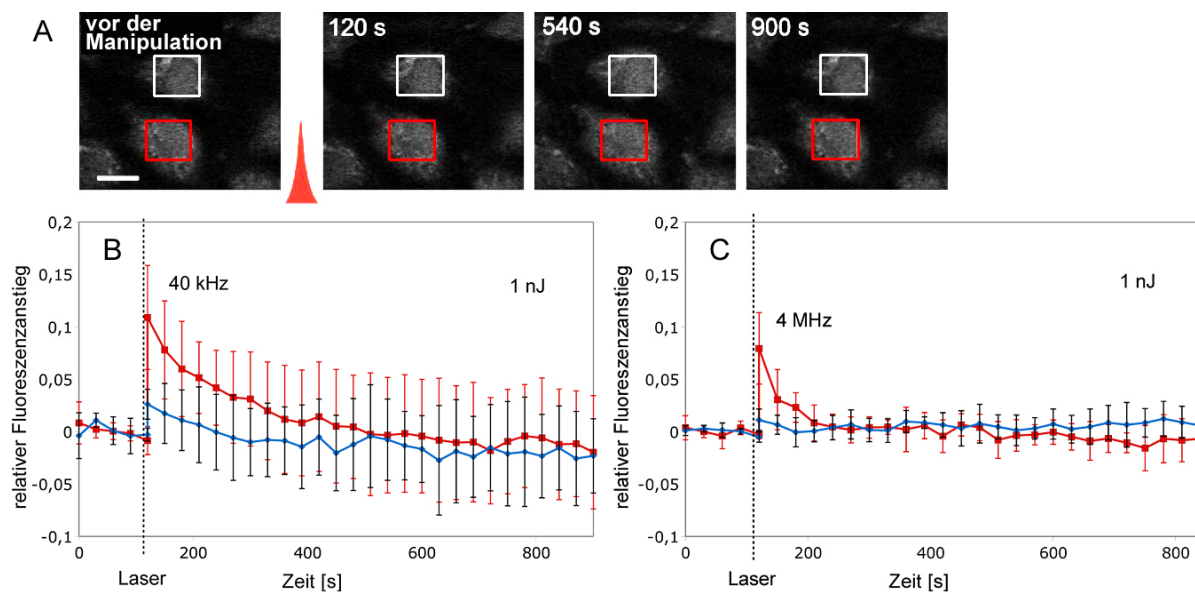 A
vor der
Manipulation
120 s
540 s
900 s
B
40 kHz
1 nJ
relativer Fluoreszenzanstieg
0,2
0,15
0,1
0,05
0
-0,05
-0,1
0
200
400
600
800
Laser
Zeit [s]
C
4 MHz
1 nJ
relativer Fluoreszenzanstieg
0,2
0,15
0,1
0,05
0
-0,05
-0,1
0
200
400
600
800
Laser
Zeit [s]